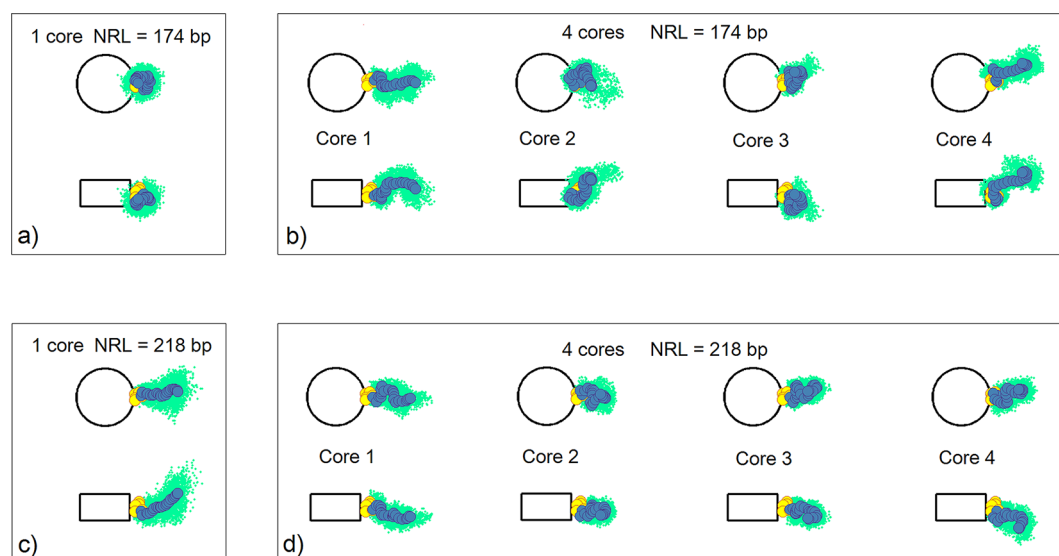 1 core NRL = 174 bp
a)
4 cores NRL = 174 bp
Core 1 Core 2 Core 3 Core 4
b)
1 core NRL = 218 bp
c)
4 cores NRL = 218 bp
Core 1 Core 2 Core 3 Core 4
d)